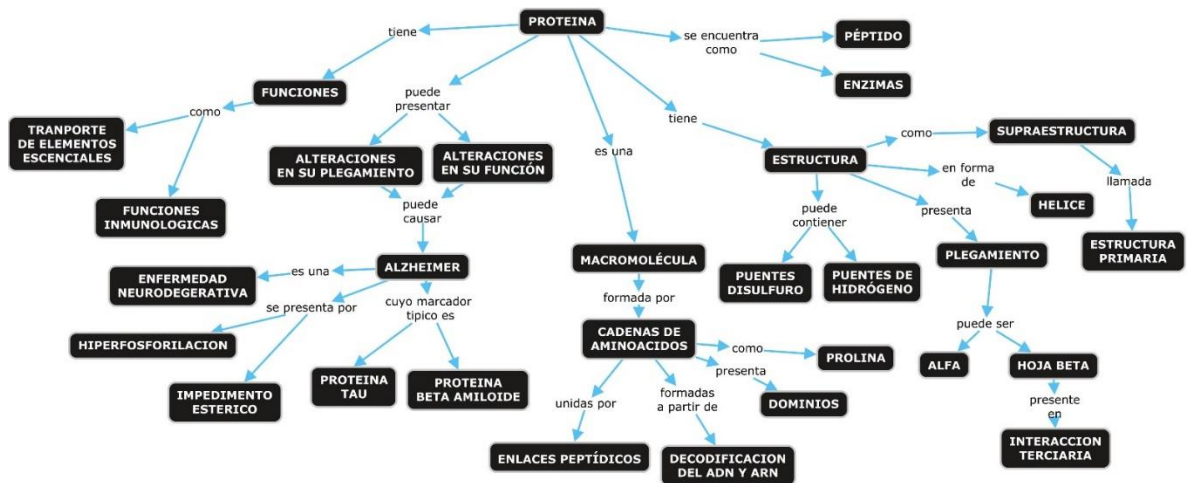 PROTEINA
tiene
se encuentra
como
PÉPTIDO
ENZIMAS
FUNCIONES
como
TRANPORTE
DE ELEMENTOS
ESCENCIALES
FUNCIONES
INMUNOLOGICAS
puede
presentar
ALTERACIONES
EN SU PLEGAMIENTO
ALTERACIONES
EN SU FUNCIÓN
puede
causar
ALZHEIMER
es una
ENFERMEDAD
NEURODEGERATIVA
se presenta por
HIPERFOSFORILACION
IMPEDIMENTO
ESTERICO
cuyo marcador
tipico es
PROTEINA
TAU
PROTEINA
BETA AMILOIDE
es una
MACROMOLÉCULA
formada por
CADENAS DE
AMINOACIDOS
como
PROLINA
presenta
DOMINIOS
unidas por
ENLACES PEPTÍDICOS
formadas
a partir de
DECODIFICACION
DEL ADN Y ARN
tiene
ESTRUCTURA
como
SUPRAESTRUCTURA
llamada
ESTRUCTURA
PRIMARIA
en forma
de
HELICE
puede
contiener
PUENTES
DISULFURO
PUENTES DE
HIDRÓGENO
presenta
PLEGAMIENTO
puede ser
ALFA
HOJA BETA
presente
en
INTERACCION
TERCIARIA